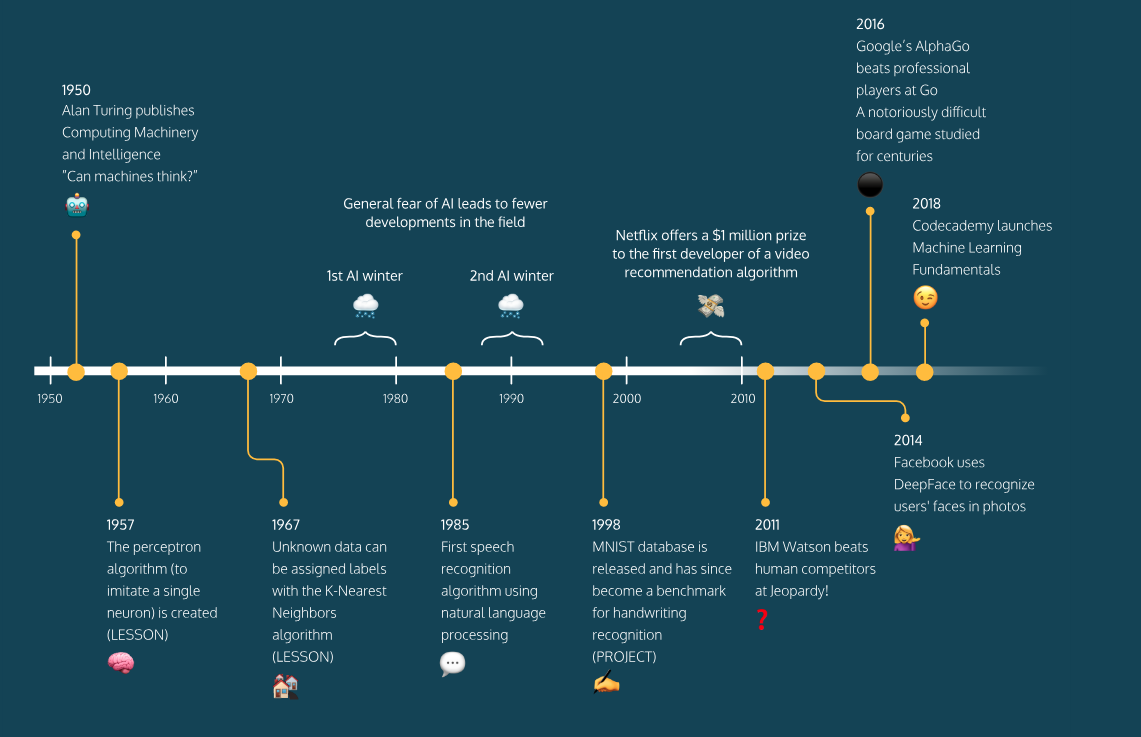 2016
Google's AlphaGo
beats professional
players at Go
A notoriously difficult
board game studied
for centuries
1950
Alan Turing publishes
Computing Machinery
and Intelligence
"Can machines think?"
General fear of AI leads to fewer
developments in the field
2018
Codecademy launches
Machine Learning
Fundamentals
Netflix offers a $1 million prize
to the first developer of a video
recommendation algorithm
1st AI winter
2nd AI winter
1950
1960
1970
1980
1990
2000
2010
2014
Facebook uses
DeepFace to recognize
users' faces in photos
1957
The perceptron
algorithm (to
imitate a single
neuron) is created
(LESSON)
1967
Unknown data can
be assigned labels
with the K-Nearest
Neighbors
algorithm
(LESSON)
1985
First speech
recognition
algorithm using
natural language
processing
1998
MNIST database is
released and has since
become a benchmark
for handwriting
recognition
(PROJECT)
2011
IBM Watson beats
human competitors
at Jeopardy!
?